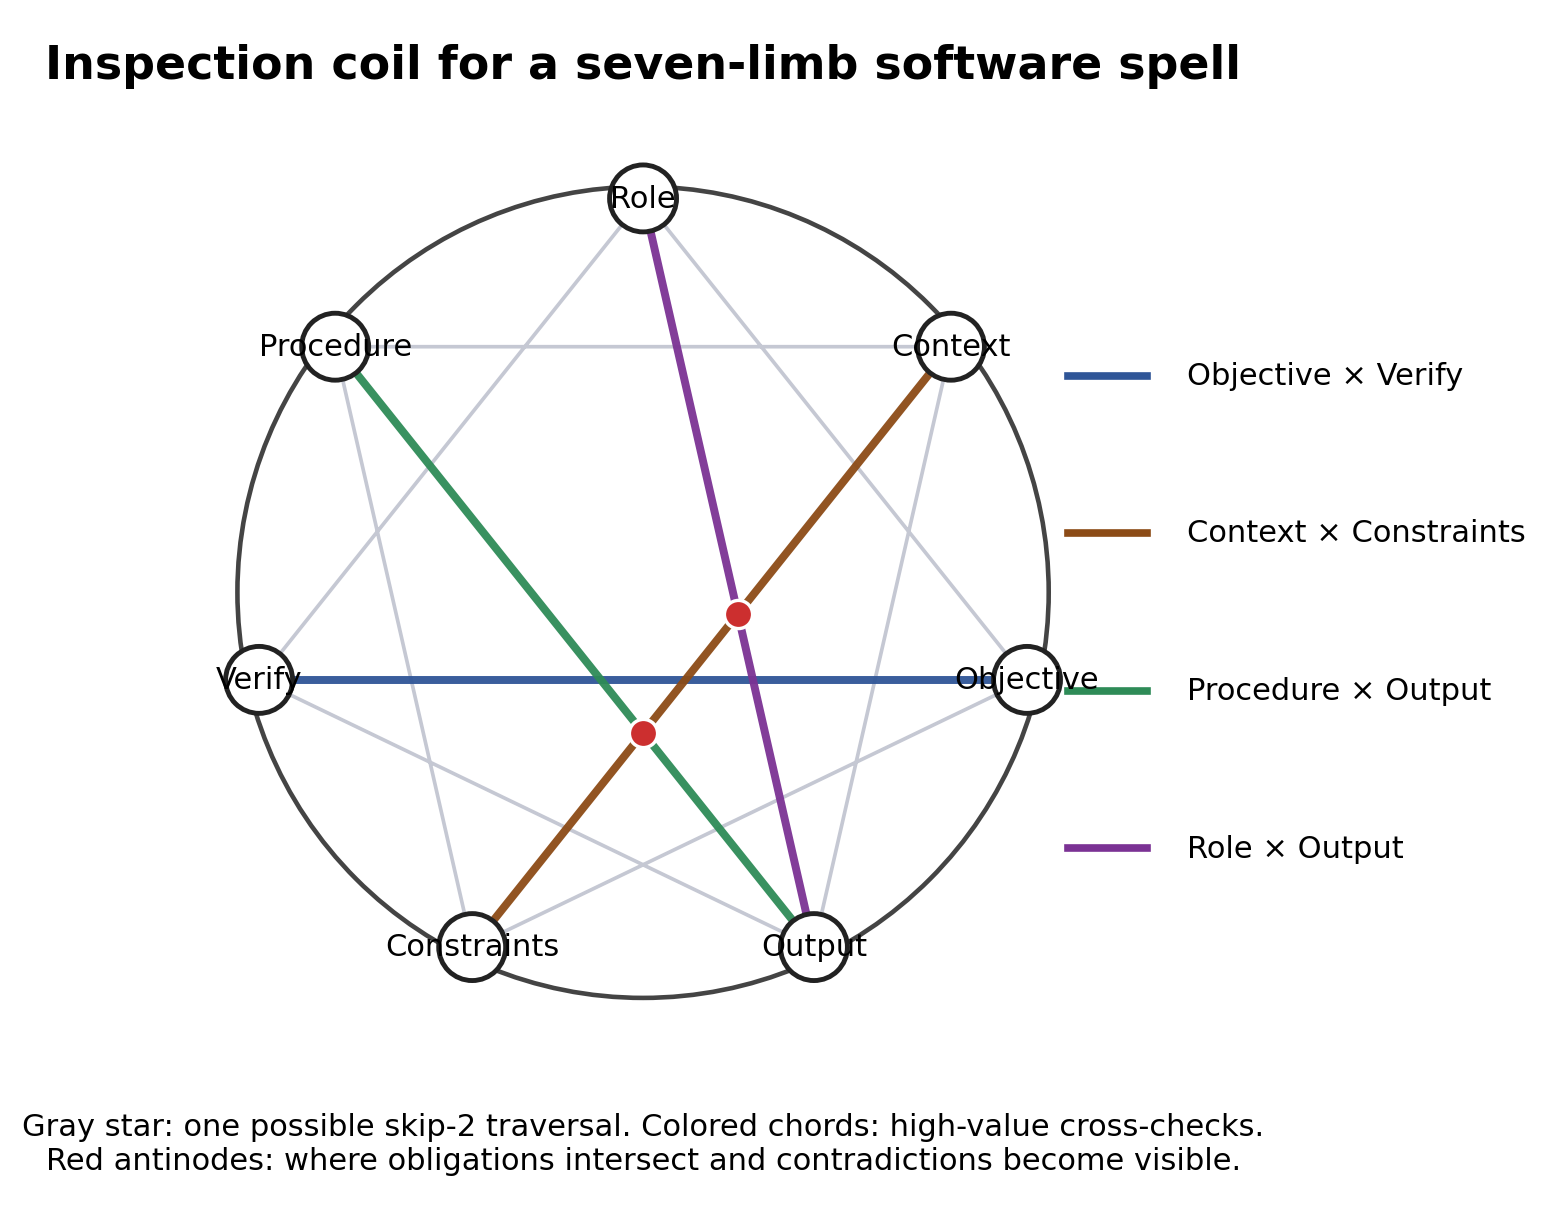 Inspection coil for a seven-limb software spell
Role
Procedure
Context
Objective × Verify
Context × Constraints
Verify
Objective
Procedure × Output
Role × Output
Constraints
Output
Gray star: one possible skip-2 traversal. Colored chords: high-value cross-checks.
Red antinodes: where obligations intersect and contradictions become visible.